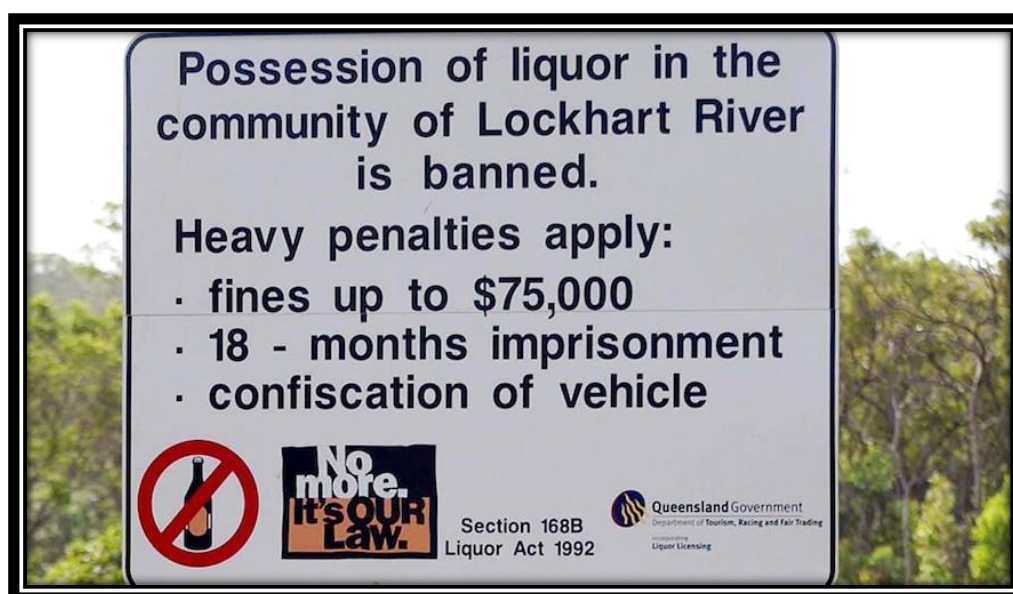 Possession of liquor in the
community of Lockhart River
is banned.
Heavy penalties apply:
· fines up to $75,000
· 18 - months imprisonment
· confiscation of vehicle
No
more.
It's OUR
Law.
Section 168B
Liquor Act 1992
Queensland Government
Department of Tourism, Racing and Fair Trading
incorporating
Liquor Licensing